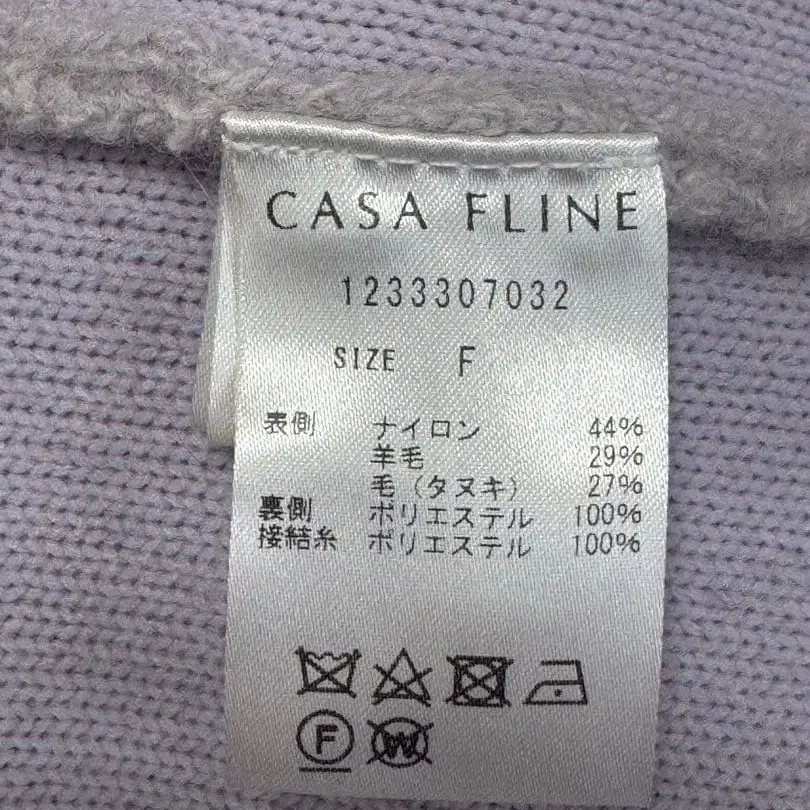 CASA FLINE
1233307032
SIZE F
表側 ナイロン 44%
羊毛 29%
毛（タヌキ） 27%
裏側 ポリエステル 100%
接結糸 ポリエステル 100%
F
W